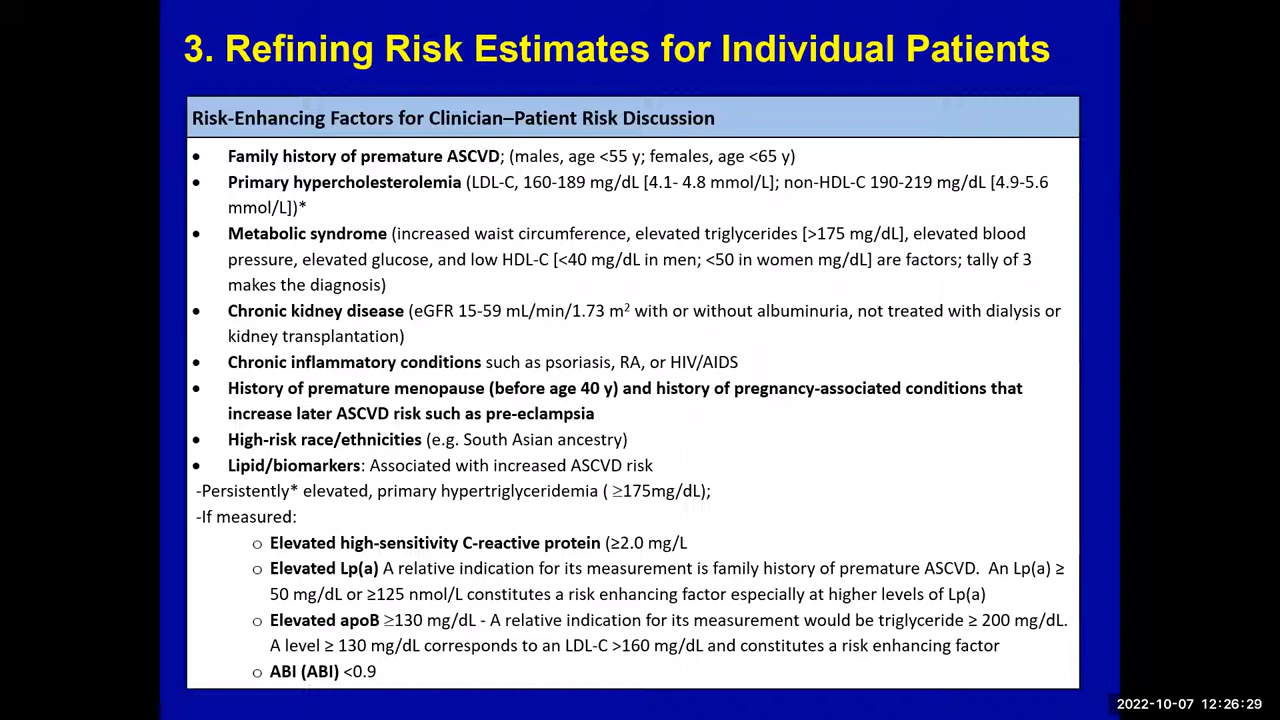 3. Refining Risk Estimates for Individual Patients
Risk-Enhancing Factors for Clinician–Patient Risk Discussion
• Family history of premature ASCVD; (males, age <55 y; females, age <65 y)
• Primary hypercholesterolemia (LDL-C, 160-189 mg/dL [4.1- 4.8 mmol/L]; non-HDL-C 190-219 mg/dL [4.9-5.6
mmol/L])*
• Metabolic syndrome (increased waist circumference, elevated triglycerides [>175 mg/dL], elevated blood
pressure, elevated glucose, and low HDL-C [<40 mg/dL in men; <50 in women mg/dL] are factors; tally of 3
makes the diagnosis)
• Chronic kidney disease (eGFR 15-59 mL/min/1.73 m² with or without albuminuria, not treated with dialysis or
kidney transplantation)
• Chronic inflammatory conditions such as psoriasis, RA, or HIV/AIDS
• History of premature menopause (before age 40 y) and history of pregnancy-associated conditions that
increase later ASCVD risk such as pre-eclampsia
• High-risk race/ethnicities (e.g. South Asian ancestry)
• Lipid/biomarkers: Associated with increased ASCVD risk
-Persistently* elevated, primary hypertriglyceridemia ( ≥175mg/dL);
-If measured:
○ Elevated high-sensitivity C-reactive protein (≥2.0 mg/L
○ Elevated Lp(a) A relative indication for its measurement is family history of premature ASCVD. An Lp(a) ≥
50 mg/dL or ≥125 nmol/L constitutes a risk enhancing factor especially at higher levels of Lp(a)
○ Elevated apoB ≥130 mg/dL - A relative indication for its measurement would be triglyceride ≥ 200 mg/dL.
A level ≥ 130 mg/dL corresponds to an LDL-C >160 mg/dL and constitutes a risk enhancing factor
○ ABI (ABI) <0.9
2022-10-07 12:26:29